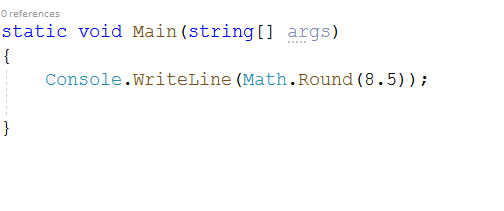 0 references
static void Main(string[] args)
{
    Console.WriteLine(Math.Round(8.5));
}